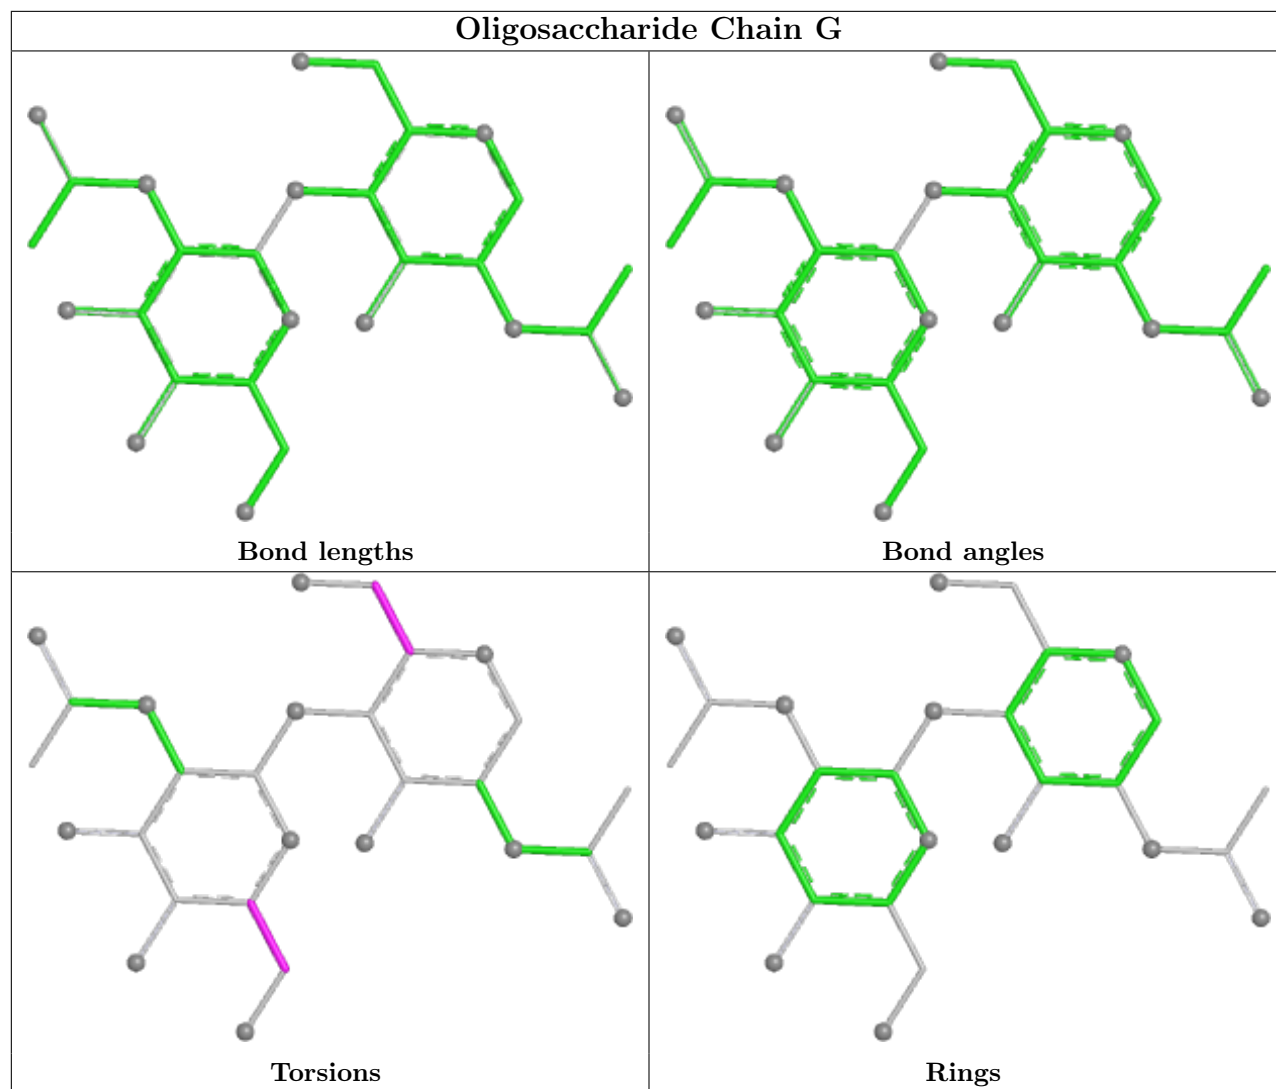 Oligosaccharide Chain G
Bond lengths
Bond angles
Torsions
Rings